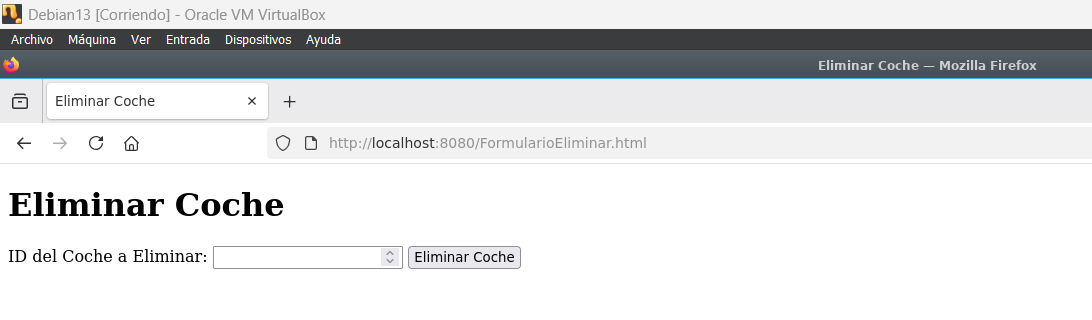 Debian13 [Corriendo] - Oracle VM VirtualBox
Archivo Máquina Ver Entrada Dispositivos Ayuda
Eliminar Coche — Mozilla Firefox
Eliminar Coche
http://localhost:8080/FormularioEliminar.html
Eliminar Coche
ID del Coche a Eliminar: Eliminar Coche